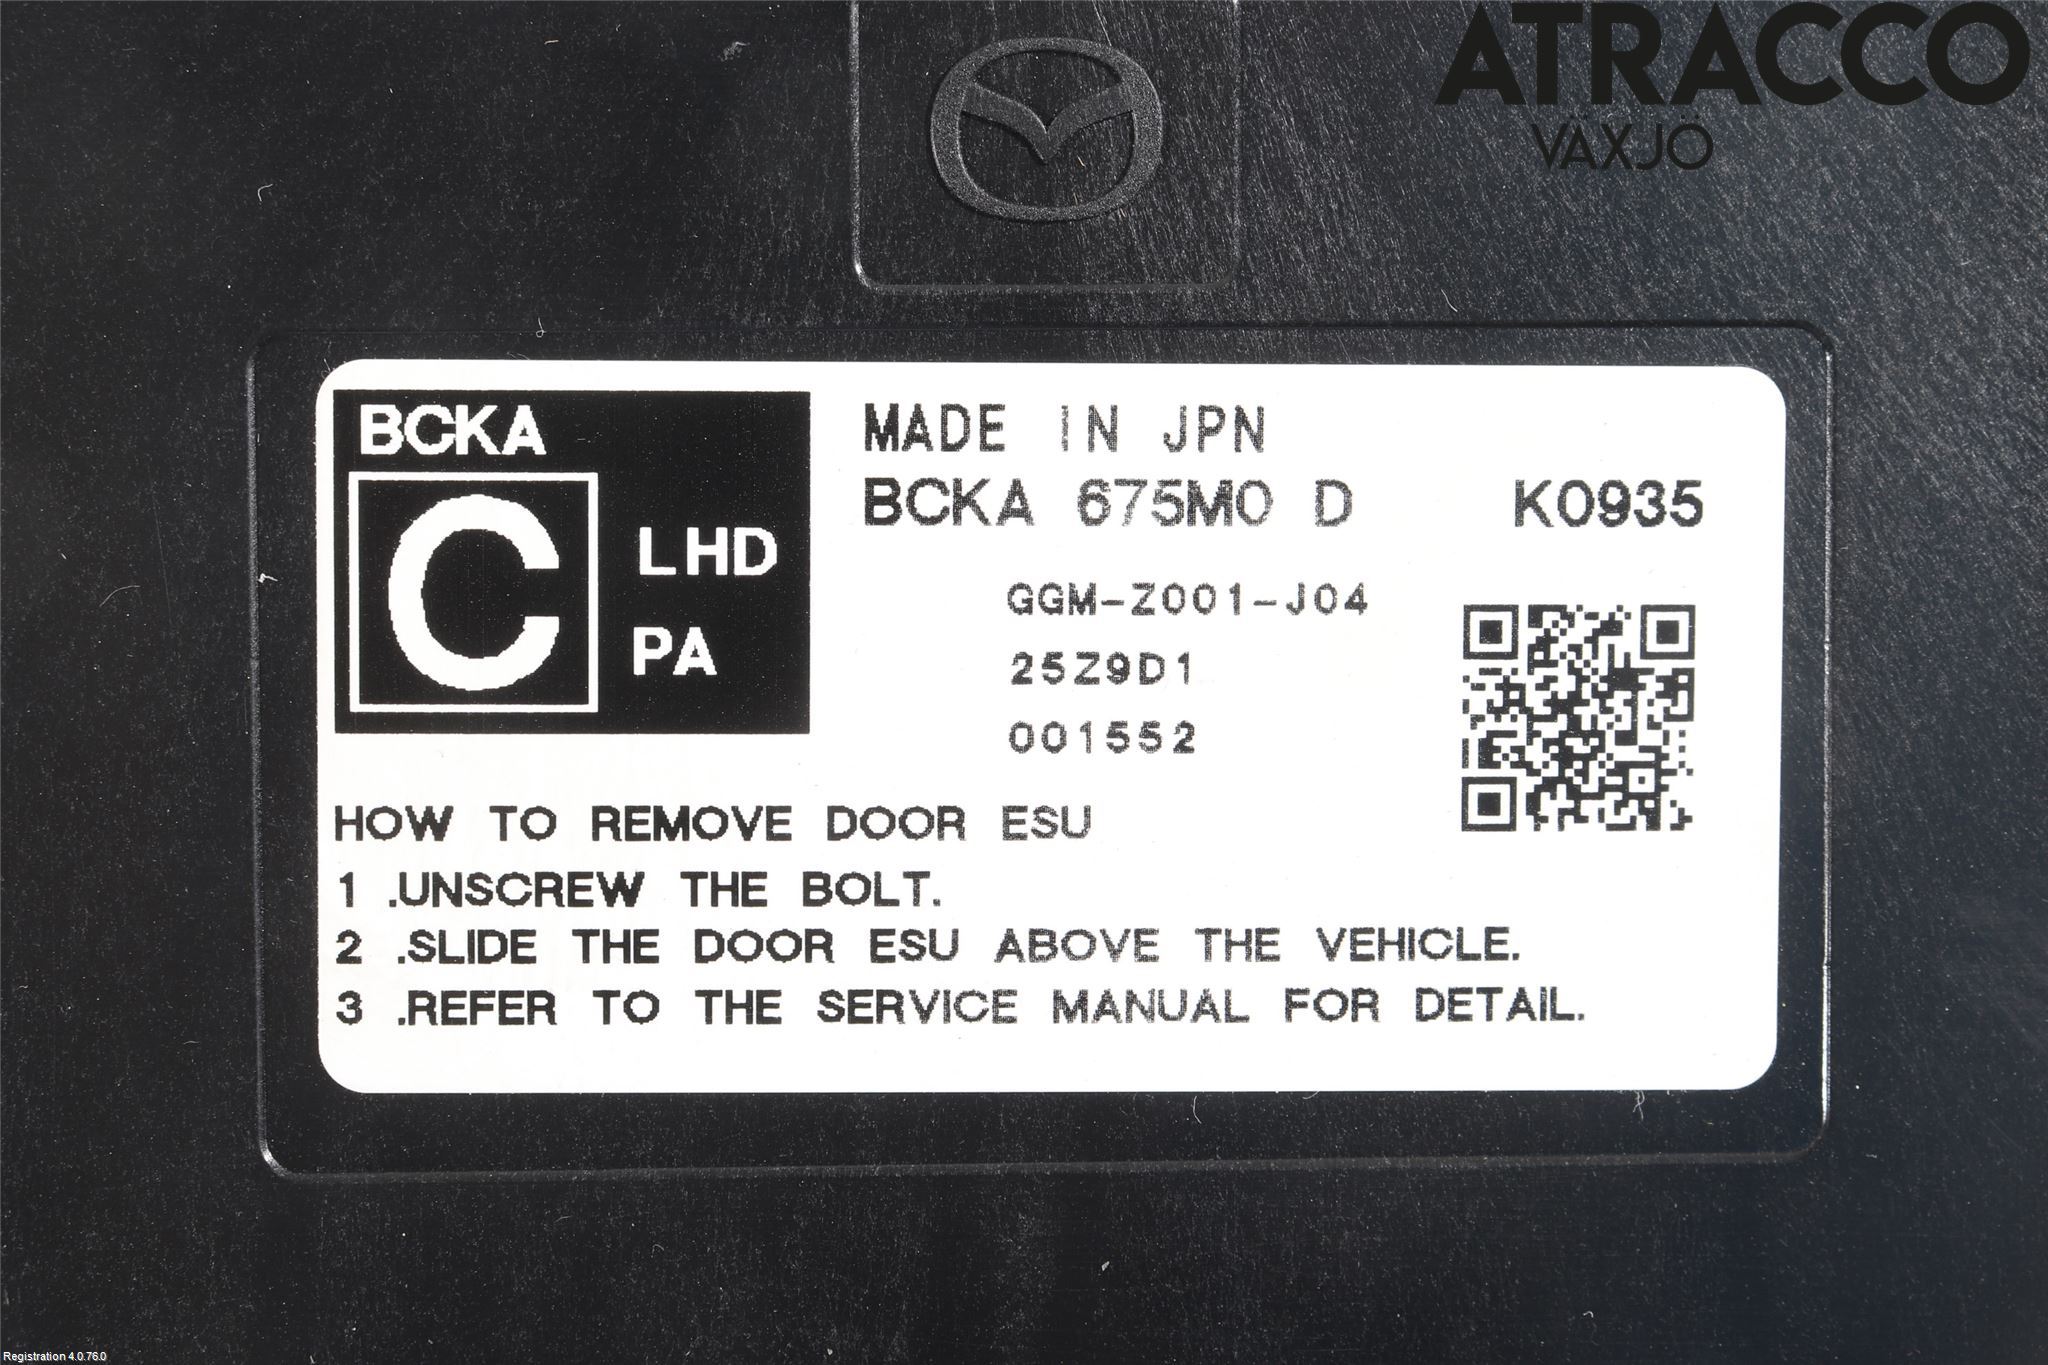 ATRACCO
VÄXJÖ
BCKA
C
LHD
PA
MADE IN JPN
BCKA 675M0 D K0935
GGM-Z001-J04
25Z9D1
001552
HOW TO REMOVE DOOR ESU
1 .UNSCREW THE BOLT.
2 .SLIDE THE DOOR ESU ABOVE THE VEHICLE.
3 .REFER TO THE SERVICE MANUAL FOR DETAIL.
Registration 4.0.76.0